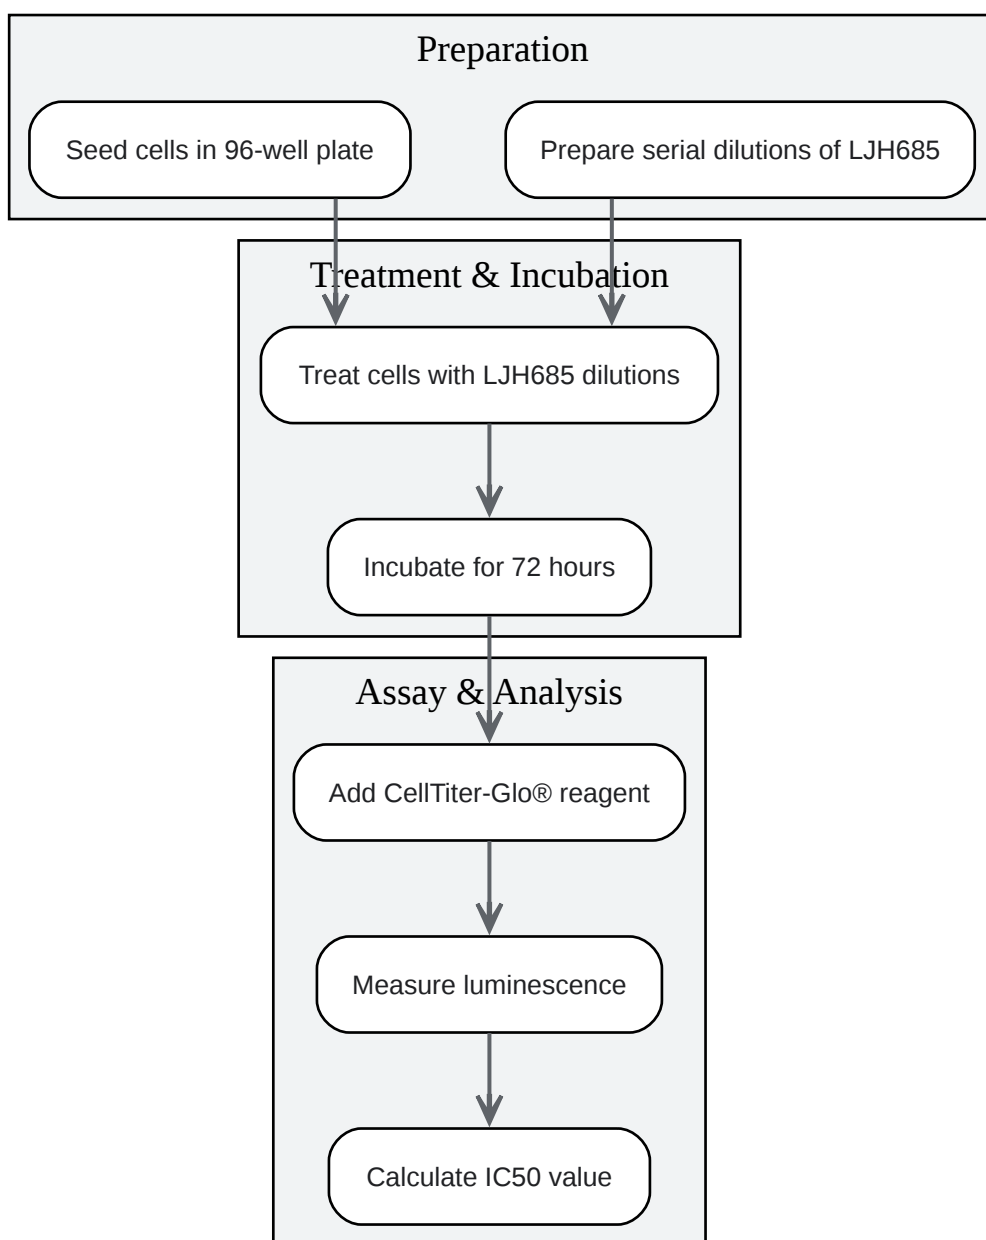 Preparation
Seed cells in 96-well plate
Prepare serial dilutions of LJH685
Treatment & Incubation
Treat cells with LJH685 dilutions
Incubate for 72 hours
Assay & Analysis
Add CellTiter-Glo® reagent
Measure luminescence
Calculate IC50 value